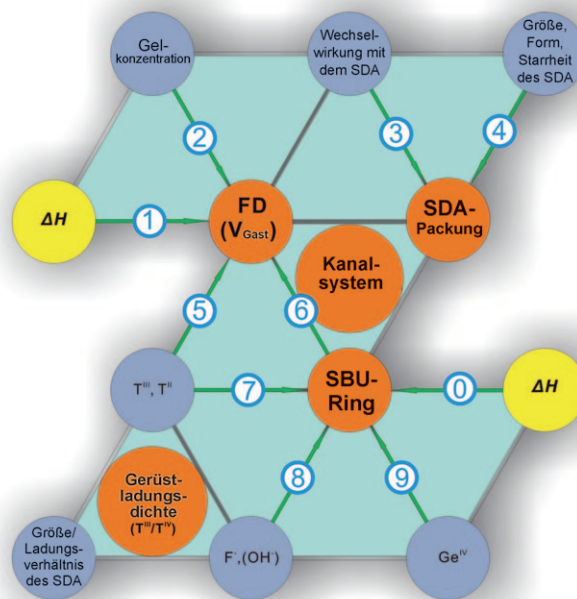 Gel-
konzentration
Wechsel-
wirkung mit
dem SDA
Größe,
Form,
Starrheit
des SDA
2
3
4
ΔH
1
FD
(VGast)
SDA-
Packung
Kanal-
system
5
6
TIII, TII
7
SBU-
Ring
0
ΔH
8
9
Gerüst-
ladungs-
dichte
(TIII/TIV)
Größe/
Ladungs-
verhältnis
des SDA
F-,(OH-)
GeIV